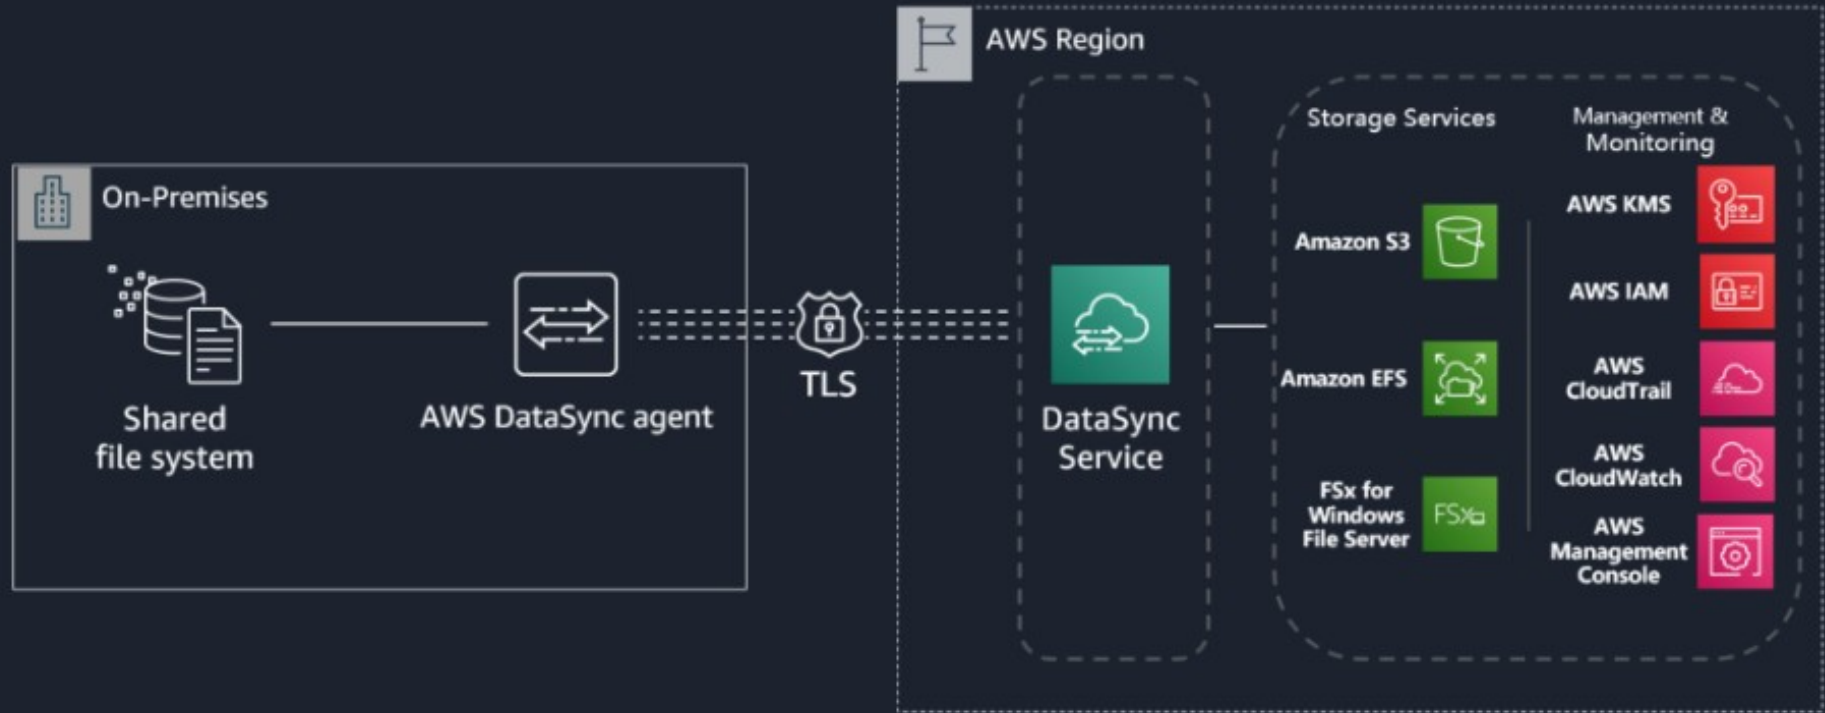 AWS Region
On-Premises
Shared
file system
AWS DataSync agent
TLS
DataSync
Service
Storage Services
Amazon S3
Amazon EFS
FSx for
Windows
File Server
FSx
Management &
Monitoring
AWS KMS
AWS IAM
AWS
CloudTrail
AWS
CloudWatch
AWS
Management
Console